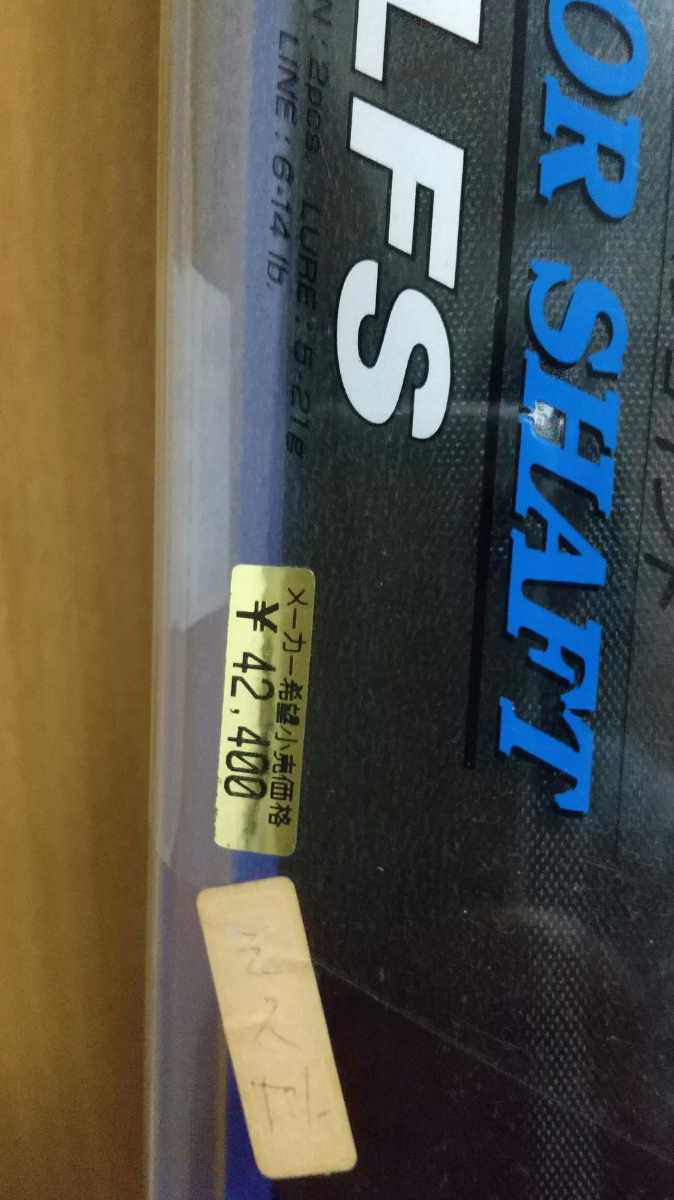 OR SHAFT
LFS
N : 2pcs. LURE : 5-21g
LINE : 6-14 lb.
メーカー希望小売価格
¥ 42,400